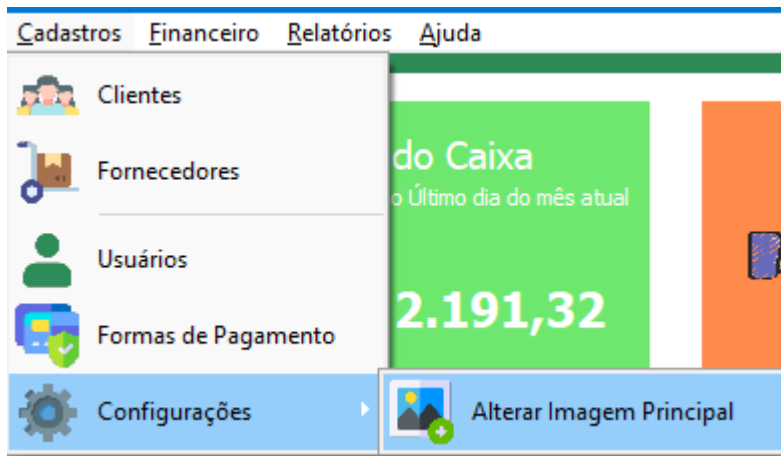 Cadastros Financeiro Relatórios Ajuda
Clientes
Fornecedores
Usuários
Formas de Pagamento
Configurações
Alterar Imagem Principal
do Caixa
o Último dia do mês atual
2.191,32